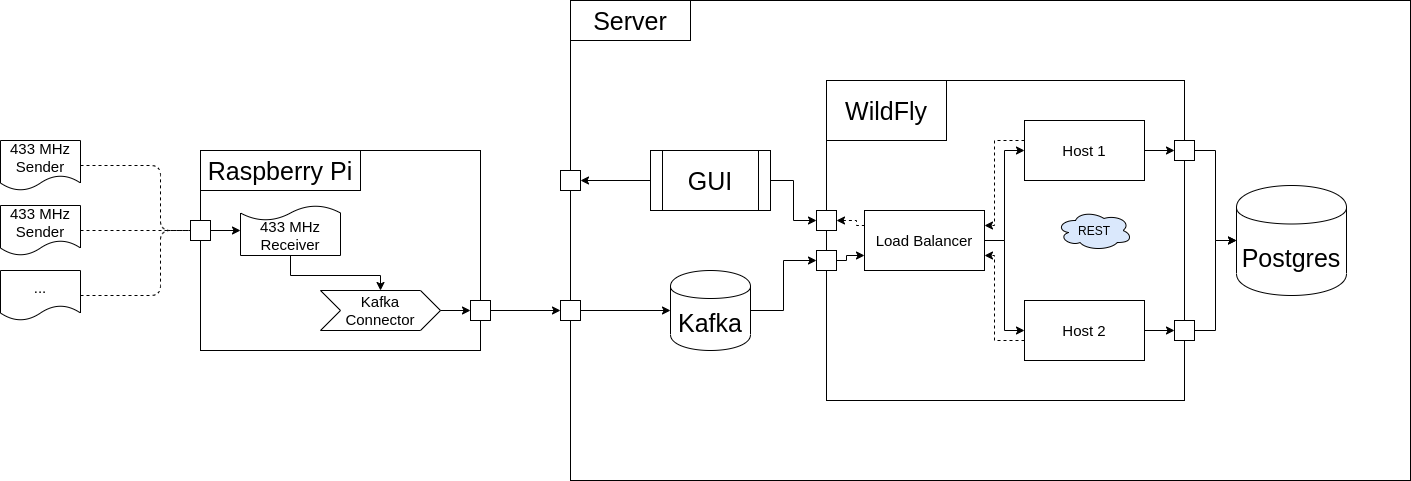 Server
WildFly
433 MHz
Sender
433 MHz
Sender
...
Raspberry Pi
433 MHz
Receiver
Kafka
Connector
GUI
Kafka
Load Balancer
Host 1
REST
Host 2
Postgres